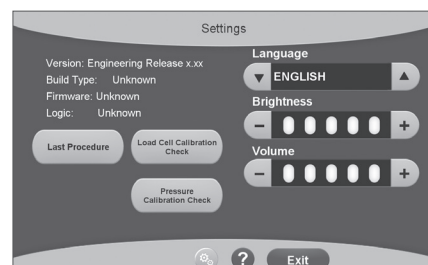 Settings
Version: Engineering Release x.xx
Build Type: Unknown
Firmware: Unknown
Logic: Unknown
Last Procedure
Load Cell Calibration
Check
Pressure
Calibration Check
Language
ENGLISH
Brightness
− +
Volume
− +
?
Exit